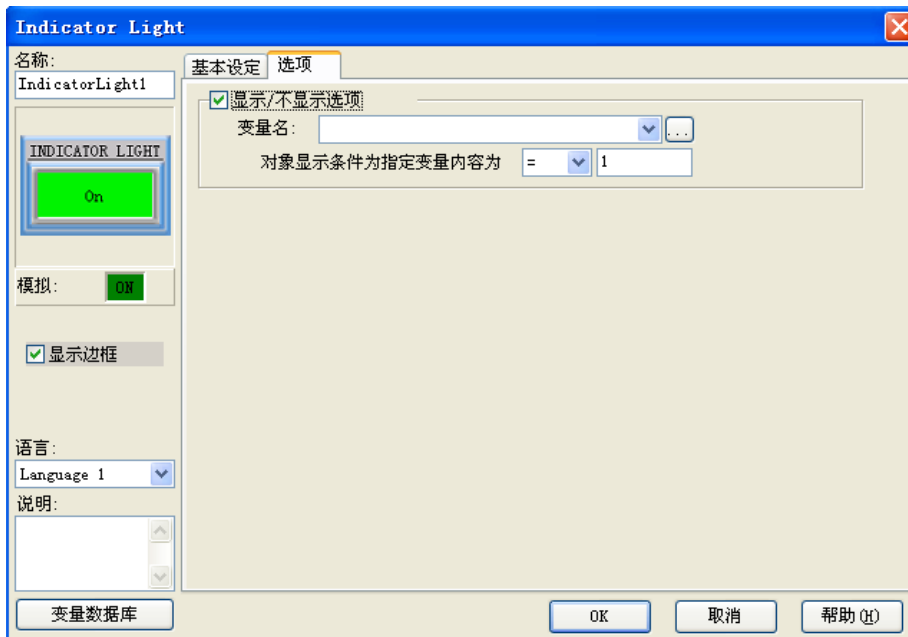 Indicator Light
名称:
IndicatorLight1
INDICATOR LIGHT
On
模拟:
ON
显示边框
语言:
Language 1
说明:
变量数据库
基本设定
选项
显示/不显示选项
变量名:
...
对象显示条件为指定变量内容为
=
1
OK
取消
帮助(H)